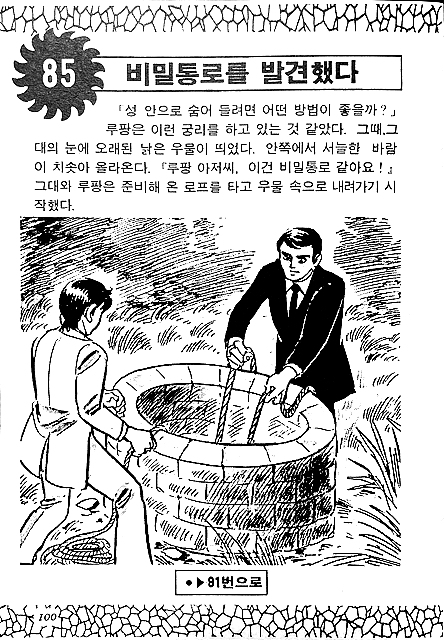 85 비밀통로를 발견했다
「성 안으로 숨어 들려면 어떤 방법이 좋을까?」
루팡은 이런 궁리를 하고 있는 것 같았다. 그때.그
대의 눈에 오래된 낡은 우물이 띄었다. 안쪽에서 서늘한 바람
이 치솟아 올라온다. 『루팡 아저씨, 이건 비밀통로 같아요!』
그대와 루팡은 준비해 온 로프를 타고 우물 속으로 내려가기 시
작했다.
●▶91번으로
100